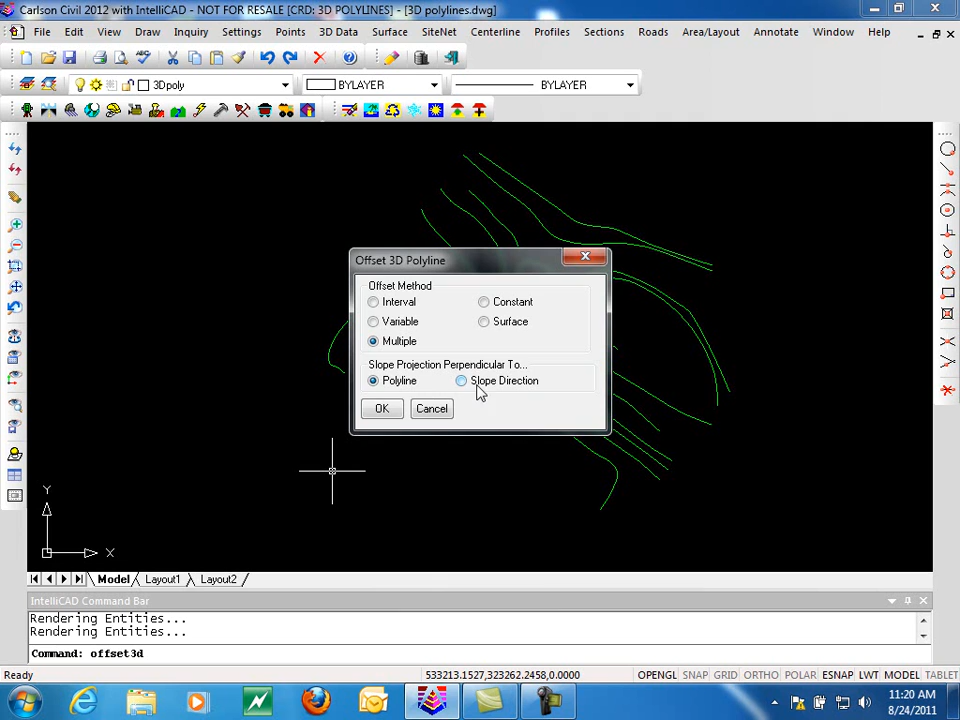 Carlson Civil 2012 with IntelliCAD - NOT FOR RESALE [CRD: 3D POLYLINES] - [3D polylines.dwg]
File Edit View Draw Inquiry Settings Points 3D Data Surface SiteNet Centerline Profiles Sections Roads Area/Layout Annotate Window Help
3Dpoly BYLAYER BYLAYER
Offset 3D Polyline
Offset Method
Interval Constant
Variable Surface
Multiple
Slope Projection Perpendicular To...
Polyline Slope Direction
OK Cancel
Y
X
Model Layout1 Layout2
IntelliCAD Command Bar
Rendering Entities...
Rendering Entities...
Command: offset3d
Ready 533213.1527,323262.2458,0.0000 OPENGL SNAP GRID ORTHO POLAR ESNAP LWT MODEL TABLET
11:20 AM
8/24/2011